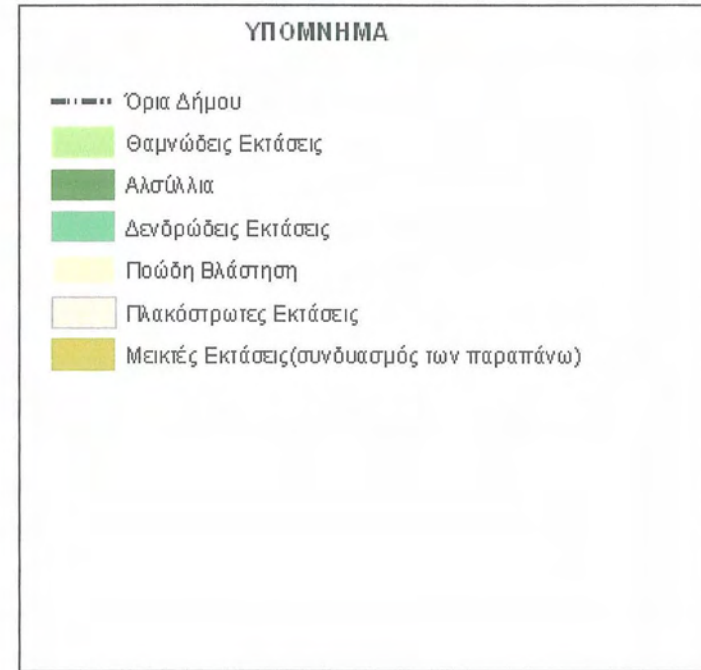 ΥΠΟΜΝΗΜΑ
Όρια Δήμου
Θαμνώδεις Εκτάσεις
Αλσύλλια
Δενδρώδεις Εκτάσεις
Ποώδη Βλάστηση
Πλακόστρωτες Εκτάσεις
Μεικτές Εκτάσεις(συνδυασμός των παραπάνω)